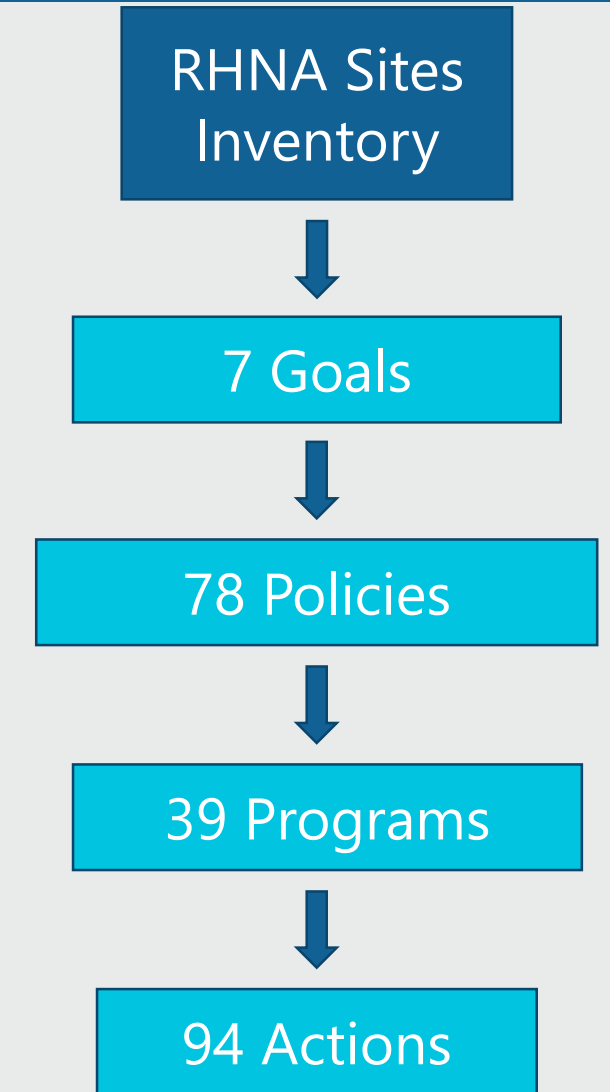 RHNA Sites
Inventory
7 Goals
78 Policies
39 Programs
94 Actions